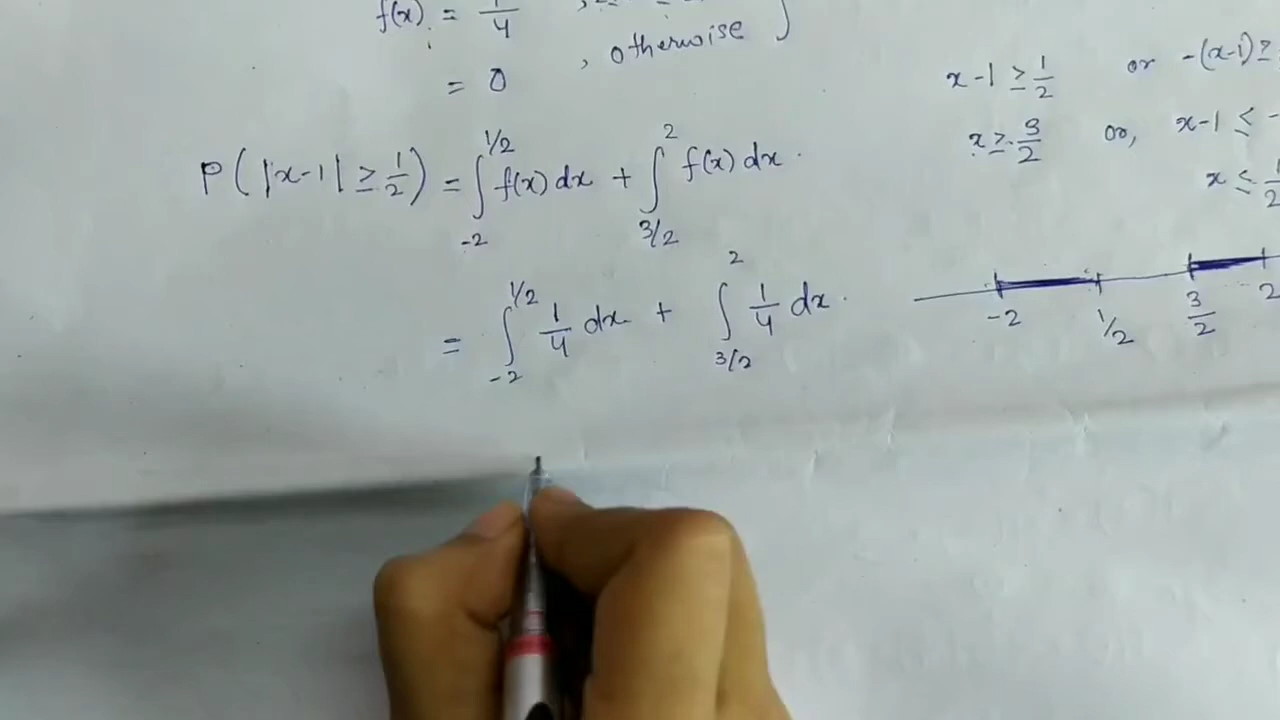 f(x) = 1/4
= 0 , otherwise }
P(|x-1| ≥ 1/2) = ∫_{-2}^{1/2} f(x) dx + ∫_{3/2}^{2} f(x) dx .
= ∫_{-2}^{1/2} 1/4 dx + ∫_{3/2}^{2} 1/4 dx .
x-1 ≥ 1/2 or -(x-1) ≥
x ≥ 3/2 or, x-1 ≤ -
x ≤ 1/2
-2 1/2 3/2 2